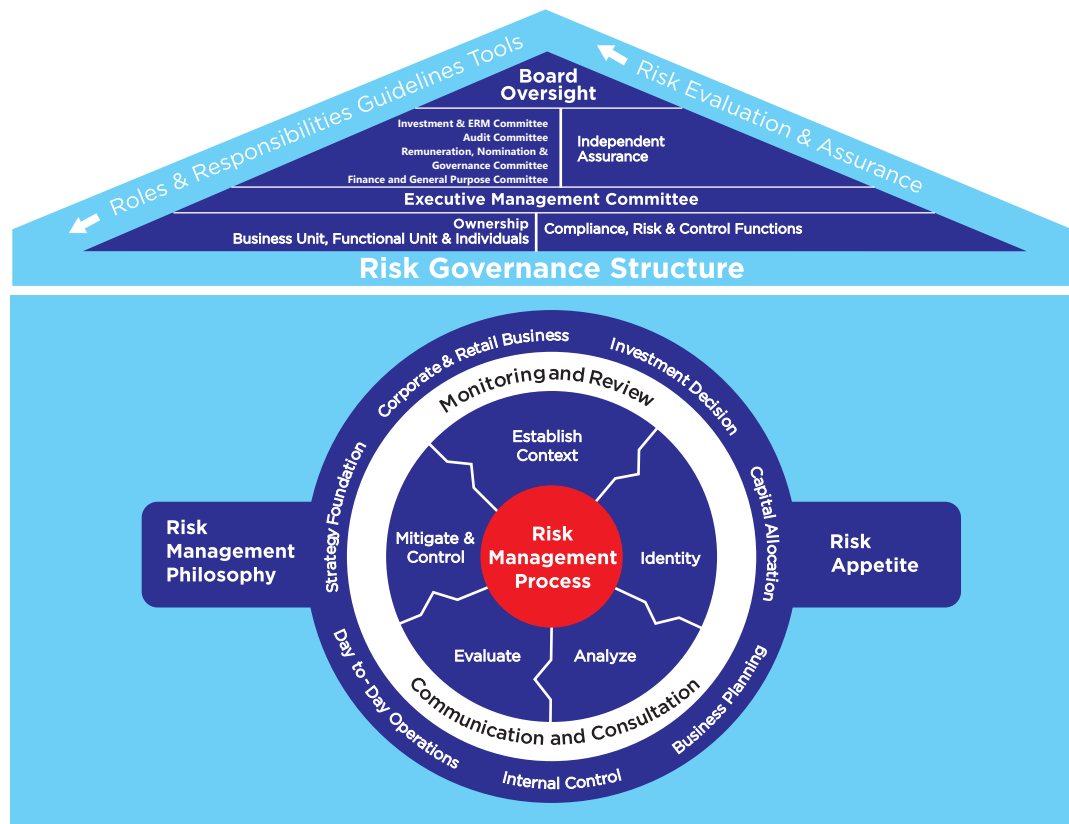 Roles & Responsibilities Guidelines Tools
Risk Evaluation & Assurance
Board
Oversight
Investment & ERM Committee
Audit Committee
Remuneration, Nomination &
Governance Committee
Finance and General Purpose Committee
Independent
Assurance
Executive Management Committee
Ownership
Business Unit, Functional Unit & Individuals
Compliance, Risk & Control Functions
Risk Governance Structure
Corporate & Retail Business
Investment Decision
Capital Allocation
Business Planning
Internal Control
Day to-Day Operations
Strategy Foundation
Monitoring and Review
Communication and Consultation
Establish
Context
Identity
Analyze
Evaluate
Mitigate &
Control
Risk
Management
Process
Risk
Management
Philosophy
Risk
Appetite